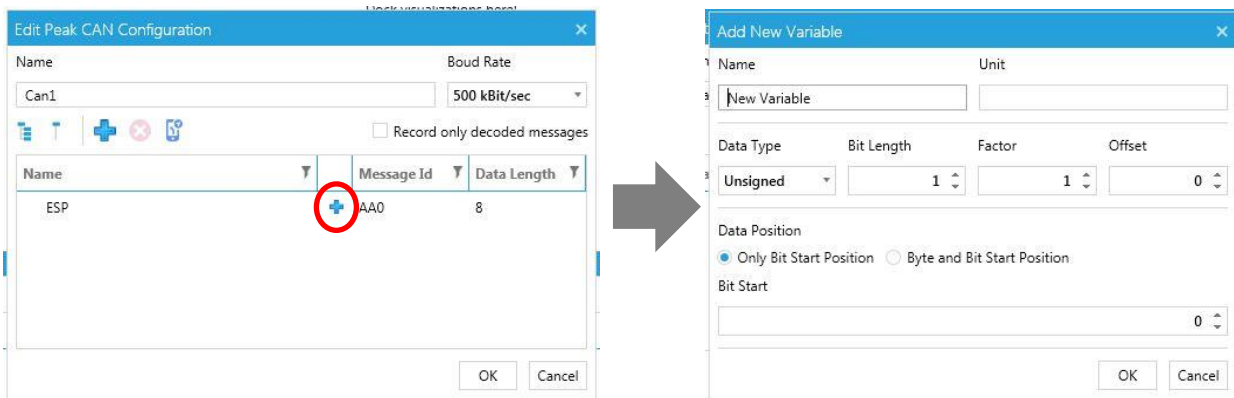 Dock visualizations here!
Edit Peak CAN Configuration
Name Boud Rate
Can1 500 kBit/sec
Record only decoded messages
Name Message Id Data Length
ESP AA0 8
OK Cancel
Add New Variable
Name Unit
New Variable
Data Type Bit Length Factor Offset
Unsigned 1 1 0
Data Position
Only Bit Start Position Byte and Bit Start Position
Bit Start
0
OK Cancel